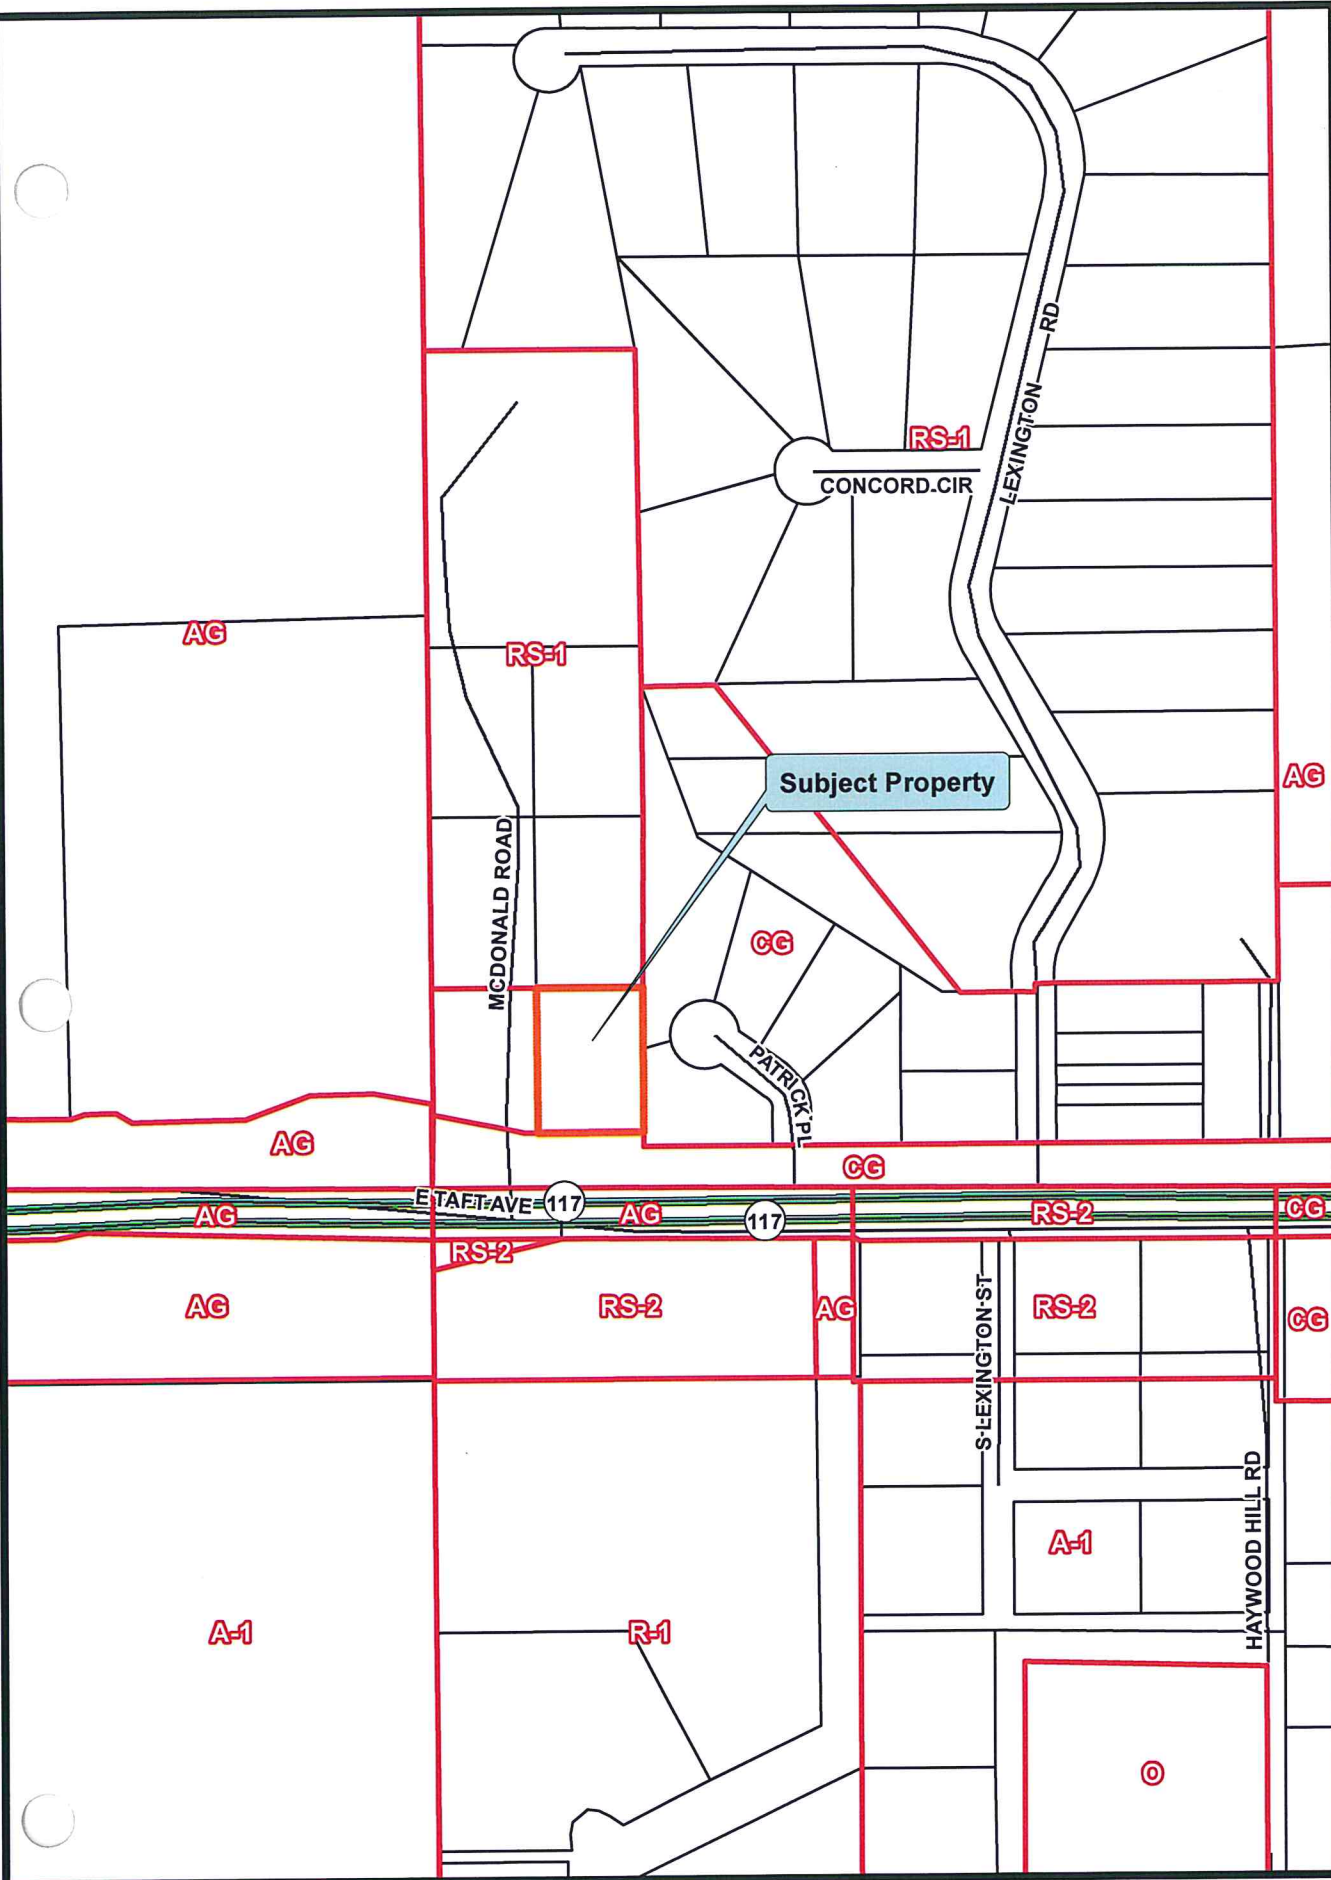 LEXINGTON RD
RS-1
CONCORD CIR
AG
RS-1
Subject Property
AG
MCDONALD ROAD
CG
PATRICK PL
AG
CG
E TAFT AVE
117
AG
AG
117
RS-2
CG
RS-2
AG
RS-2
AG
S LEXINGTON ST
RS-2
CG
HAYWOOD HILL RD
A-1
A-1
R-1
O